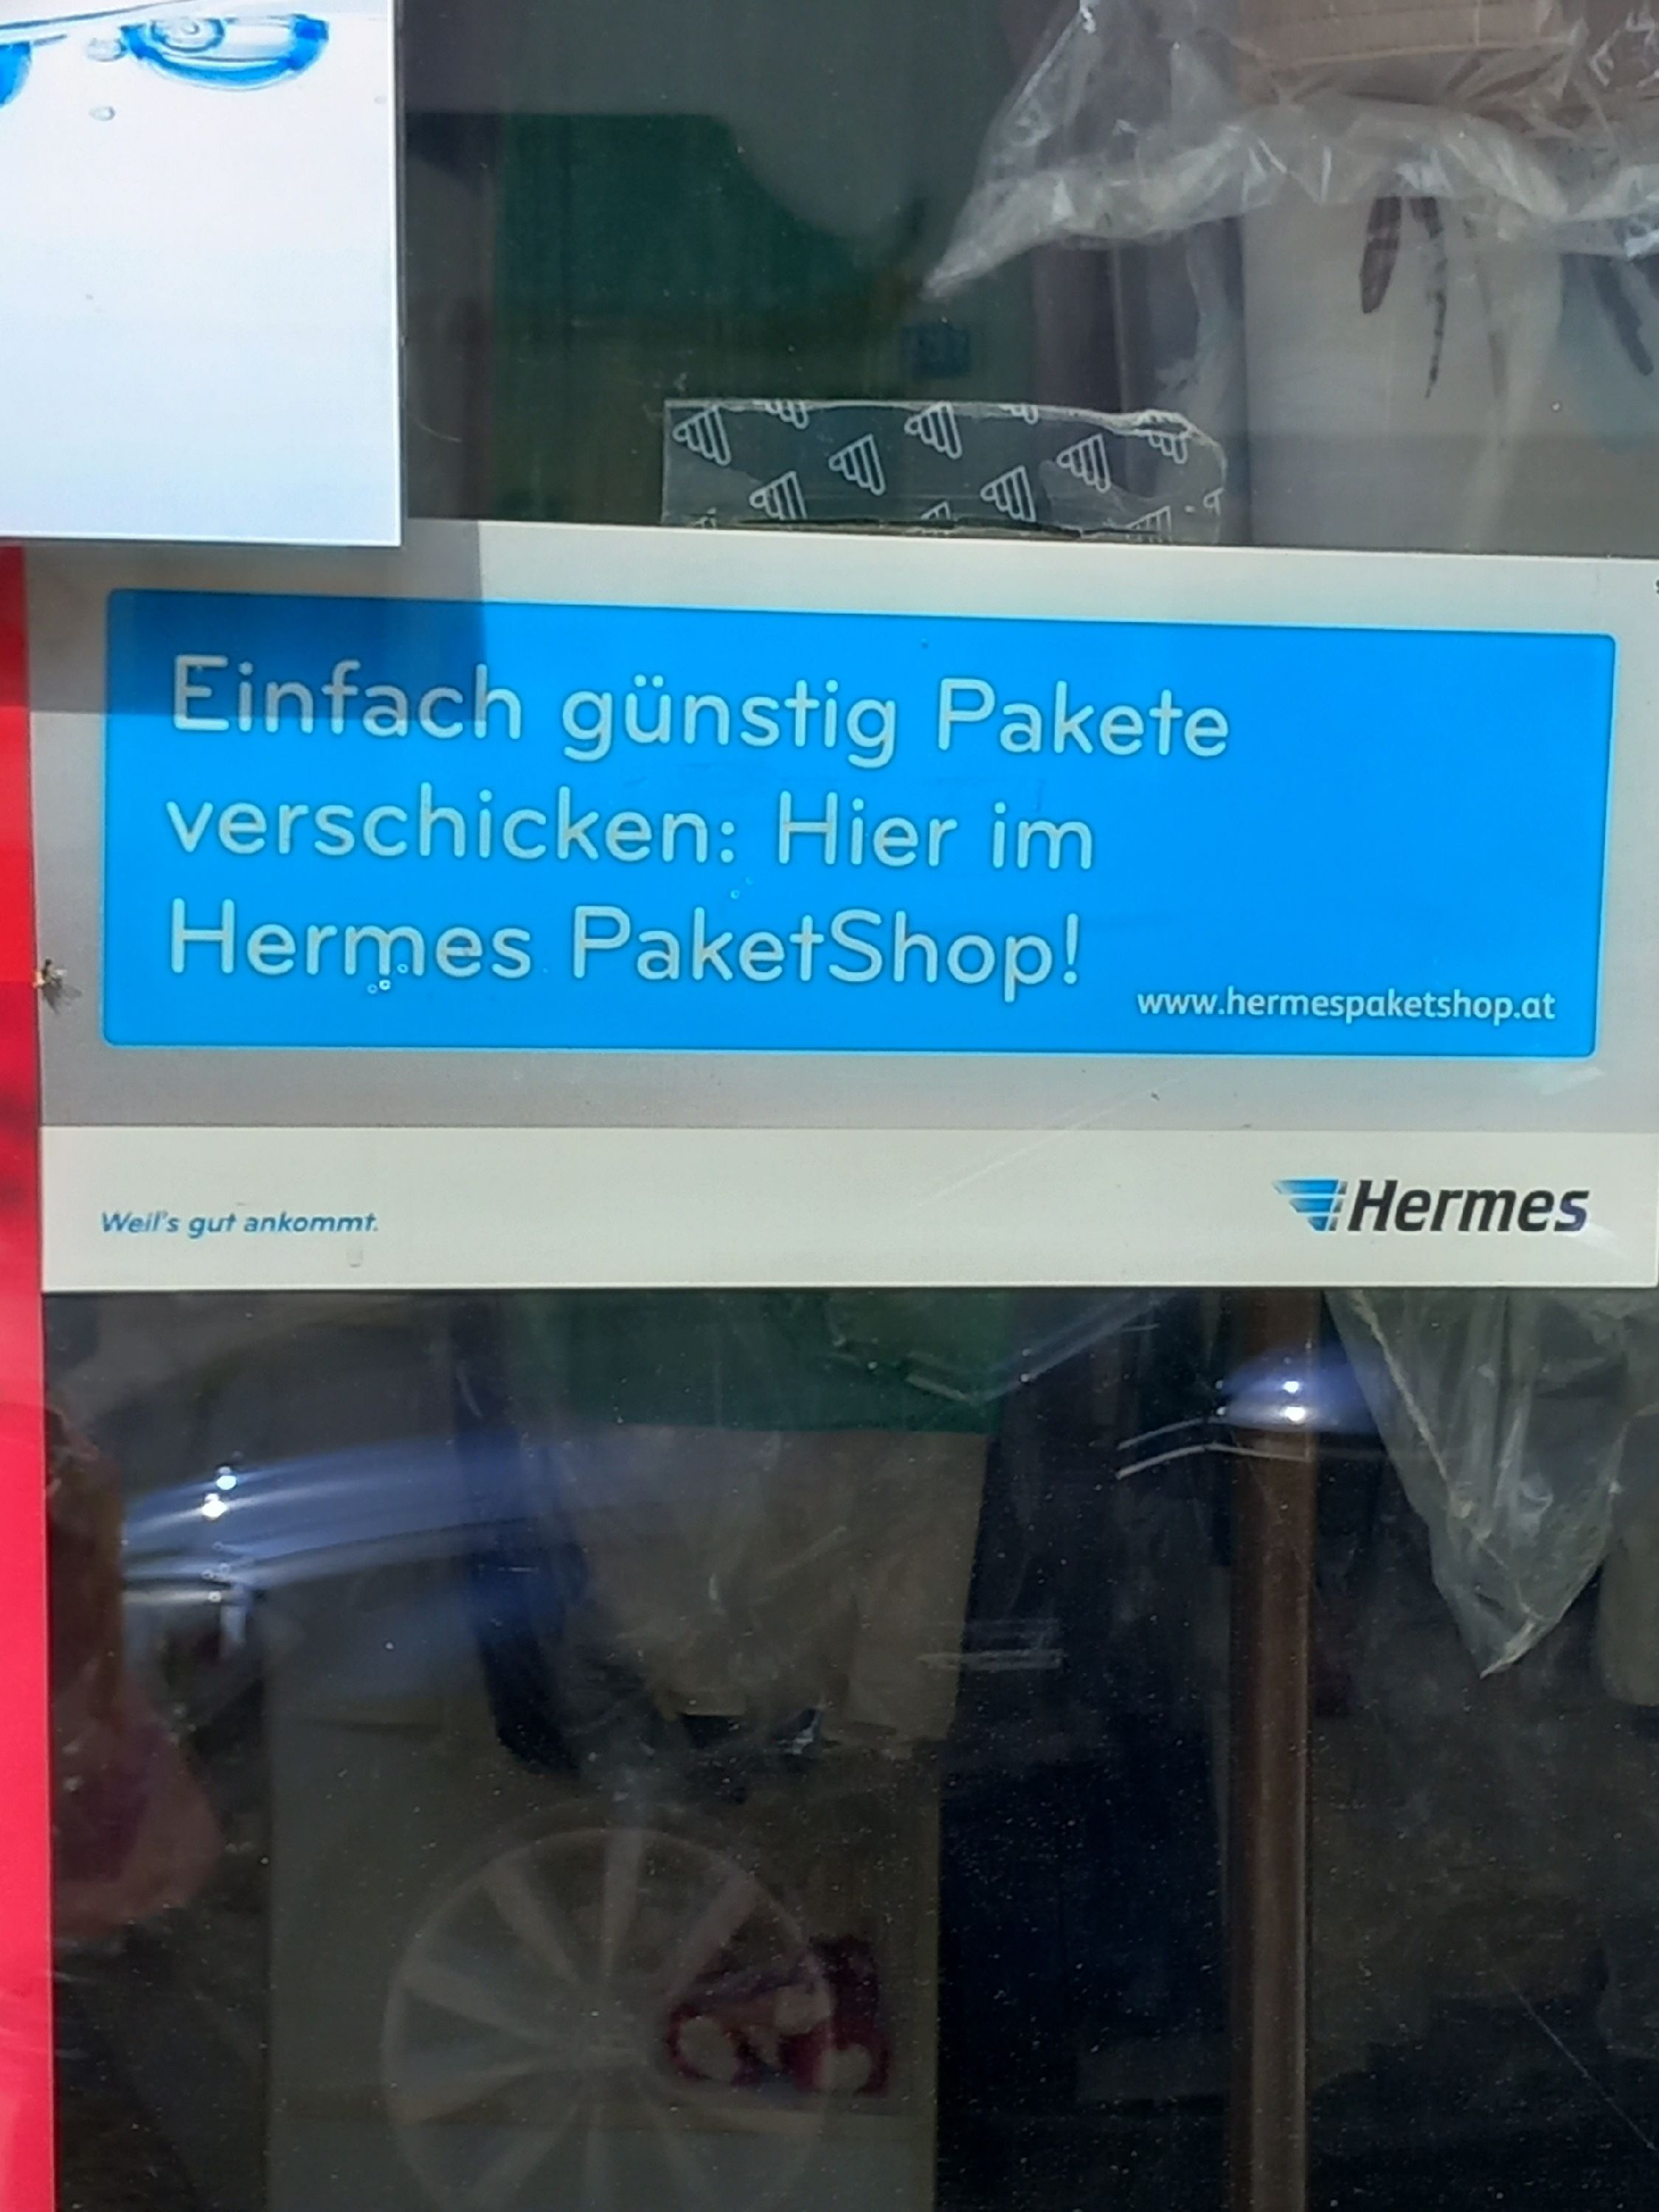 Einfach günstig Pakete
verschicken: Hier im
Hermes PaketShop!
www.hermespaketshop.at
Weil's gut ankommt.
Hermes